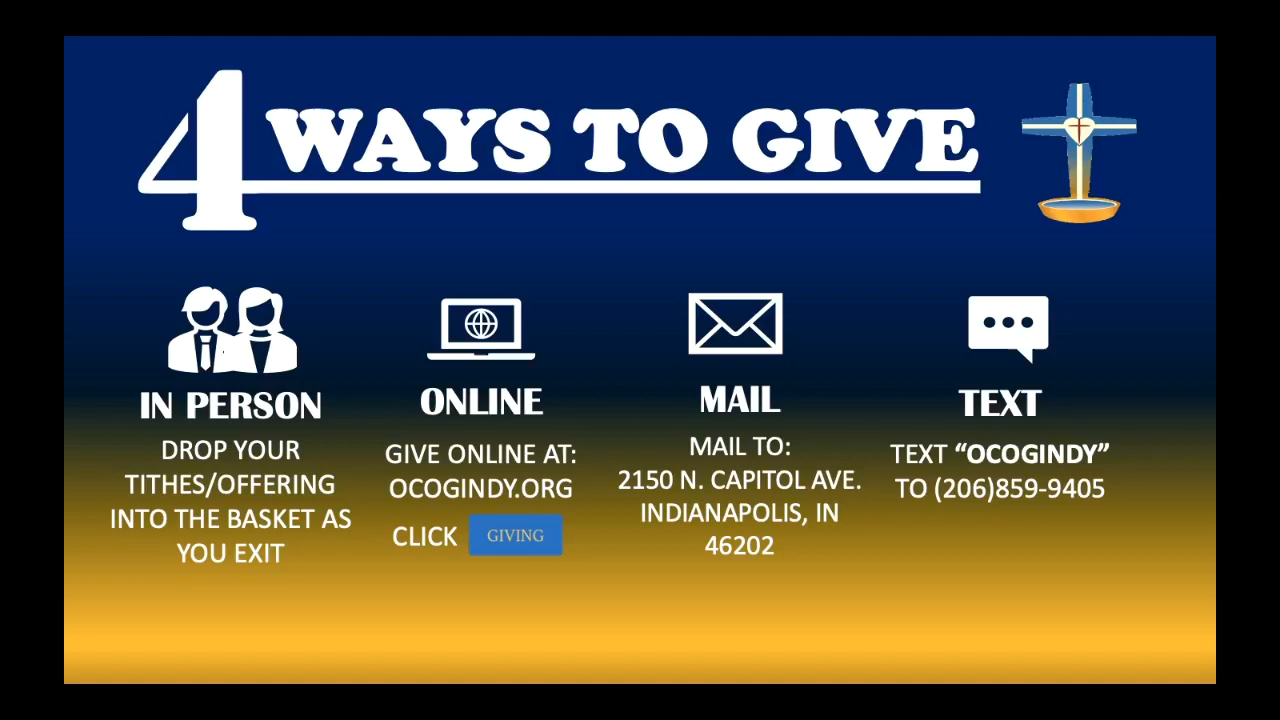 4 WAYS TO GIVE
IN PERSON
DROP YOUR
TITHES/OFFERING
INTO THE BASKET AS
YOU EXIT
ONLINE
GIVE ONLINE AT:
OCOGINDY.ORG
CLICK GIVING
MAIL
MAIL TO:
2150 N. CAPITOL AVE.
INDIANAPOLIS, IN
46202
TEXT
TEXT “OCOGINDY”
TO (206)859-9405